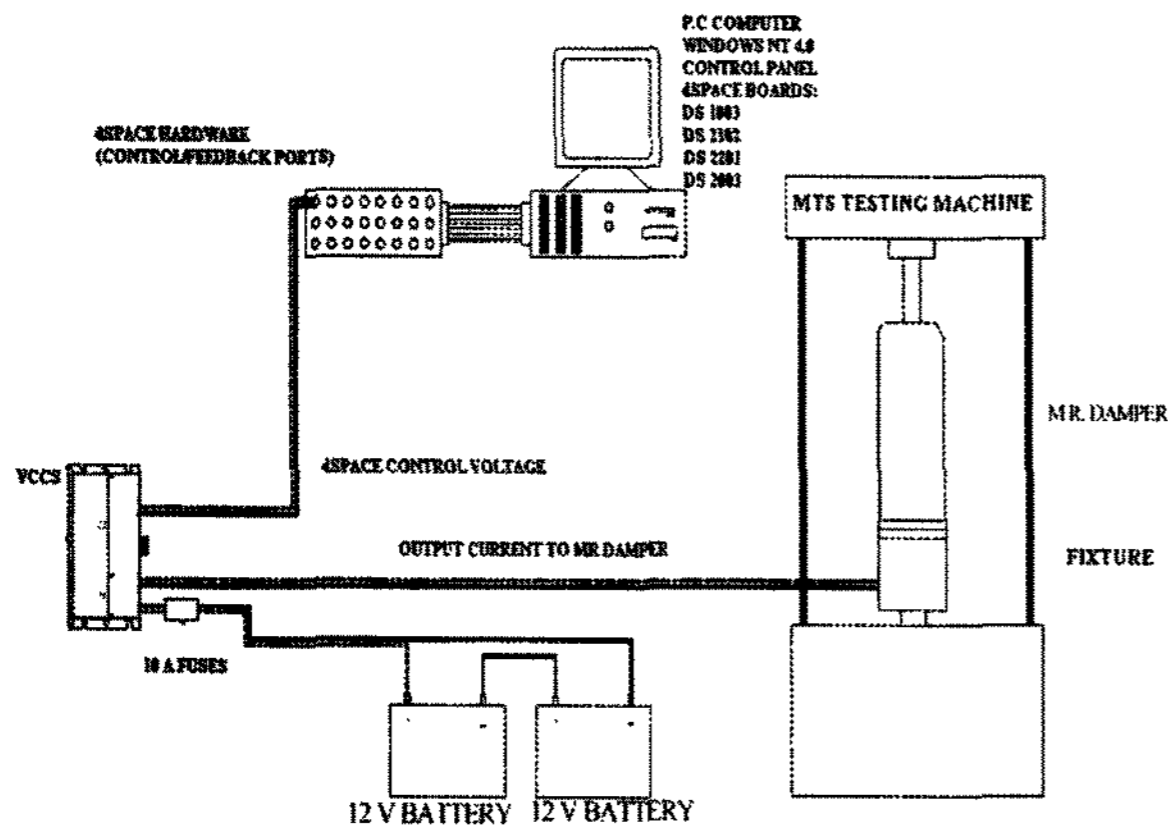 P.C COMPUTER
WINDOWS NT 4.0
CONTROL PANEL
dSPACE BOARDS:
DS 1003
DS 2302
DS 2201
DS 2003
dSPACE HARDWARE
(CONTROL/FEEDBACK PORTS)
MTS TESTING MACHINE
M R. DAMPER
VCCS
dSPACE CONTROL VOLTAGE
OUTPUT CURRENT TO MR DAMPER
FIXTURE
10 A FUSES
12 V BATTERY
12 V BATTERY